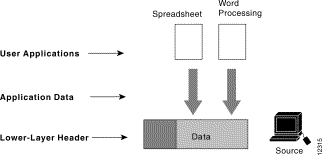 Spreadsheet
Word
Processing
User Applications
Application Data
Lower-Layer Header
Data
Source
12315